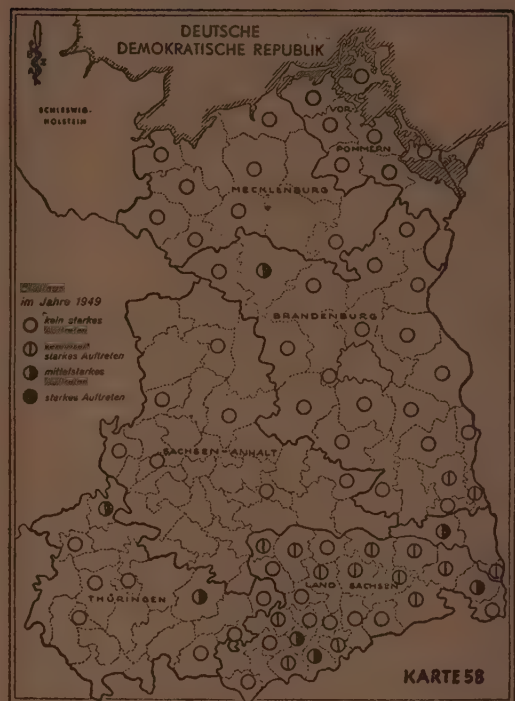 DEUTSCHE
DEMOKRATISCHE REPUBLIK
SCHLESWIG-
HOLSTEIN
VOR-
POMMERN
MECKLENBURG
BRANDENBURG
im Jahre 1949
kein starkes
starkes Auftreten
mittelstarkes
starkes Auftreten
SACHSEN-ANHALT
LAND SACHSEN
THÜRINGEN
KARTE 58